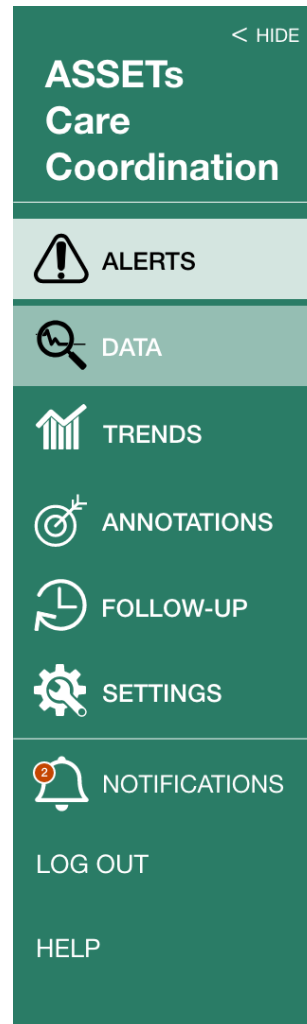 < HIDE
ASSETs
Care
Coordination
ALERTS
DATA
TRENDS
ANNOTATIONS
FOLLOW-UP
SETTINGS
2
NOTIFICATIONS
LOG OUT
HELP